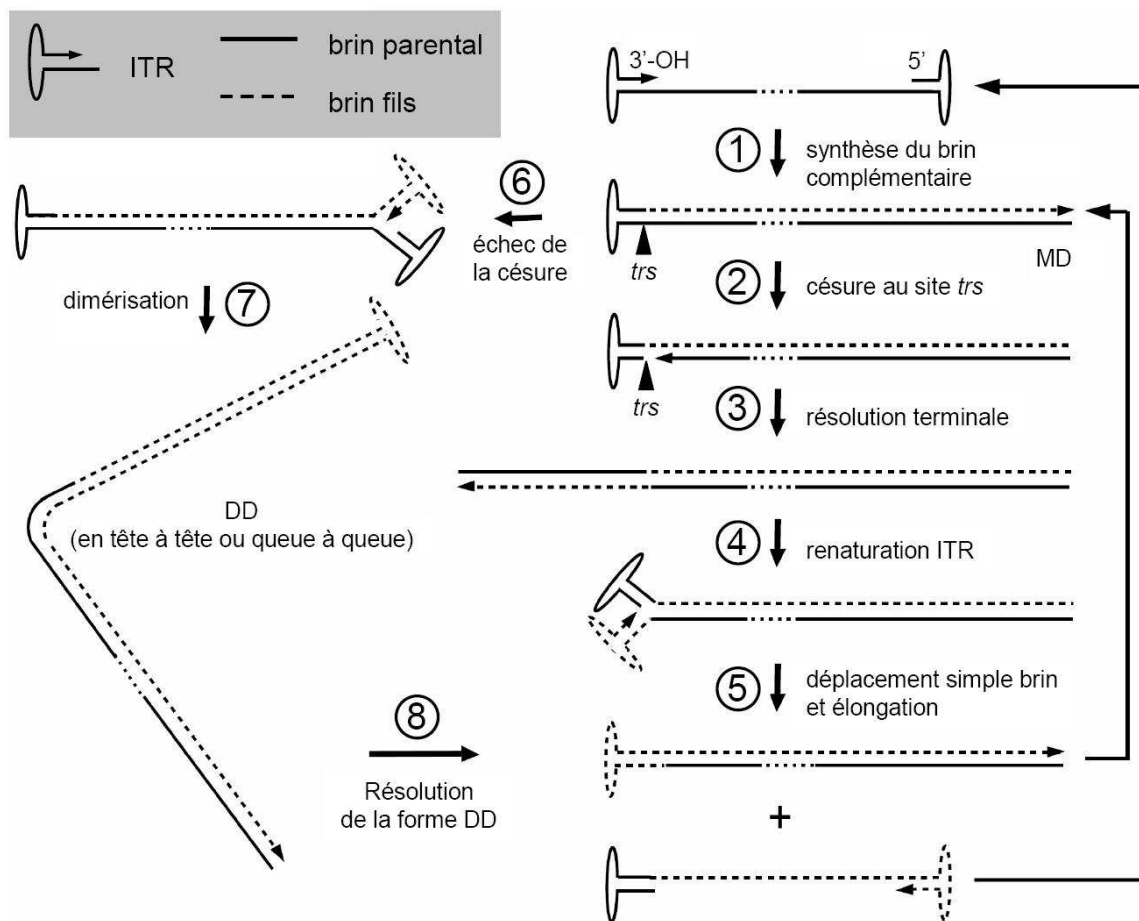 ITR
brin parental
brin fils
3'-OH
5'
1
synthèse du brin
complémentaire
trs
MD
2
césure au site trs
trs
3
résolution terminale
4
renaturation ITR
5
déplacement simple brin
et élongation
+
6
échec de
la césure
dimérisation
7
DD
(en tête à tête ou queue à queue)
8
Résolution
de la forme DD